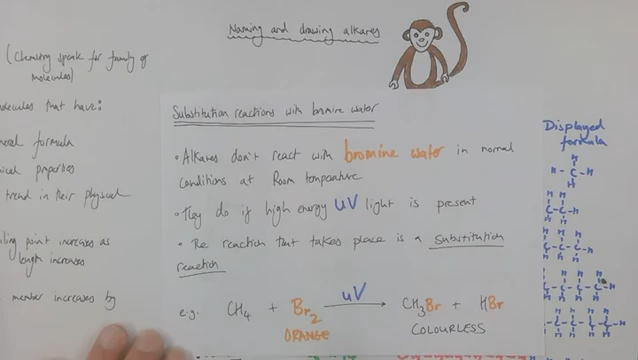 Naming and drawing alkanes
(Chemistry speak for family of
molecules)
molecules that have:
general formula
chemical properties
trend in their physical
boiling point increases as
length increases
member increases by
Substitution reactions with bromine water
• Alkanes don't react with bromine water in normal
conditions at Room temperature
• They do if high energy UV light is present
• The reaction that takes place is a substitution
reaction
e.g. CH4 + Br2 UV CH3Br + HBr
ORANGE COLOURLESS
Displayed
formula
H
H-C-H
H